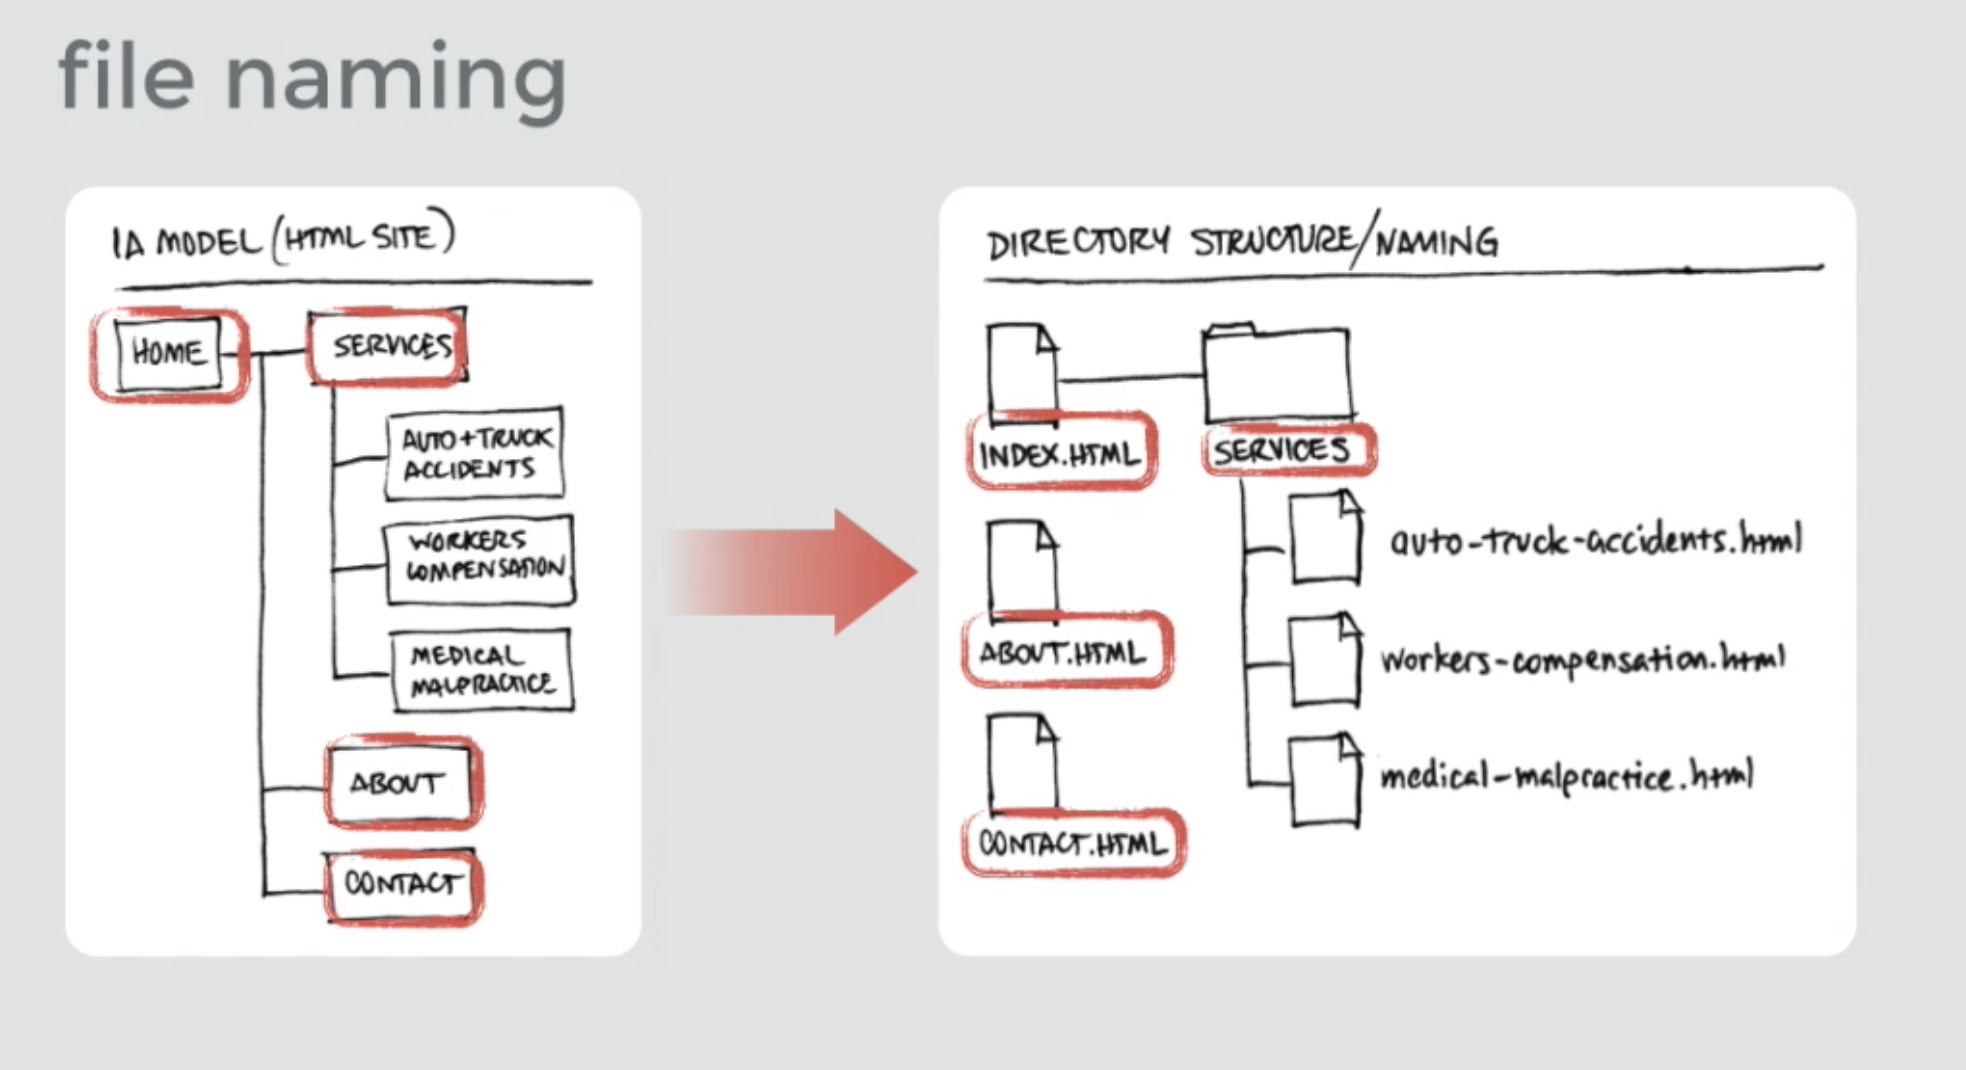 file naming
IA MODEL (HTML SITE)
HOME
SERVICES
AUTO+TRUCK
ACCIDENTS
WORKERS
COMPENSATION
MEDICAL
MALPRACTICE
ABOUT
CONTACT
DIRECTORY STRUCTURE/NAMING
INDEX.HTML
SERVICES
auto-truck-accidents.html
workers-compensation.html
medical-malpractice.html
ABOUT.HTML
CONTACT.HTML